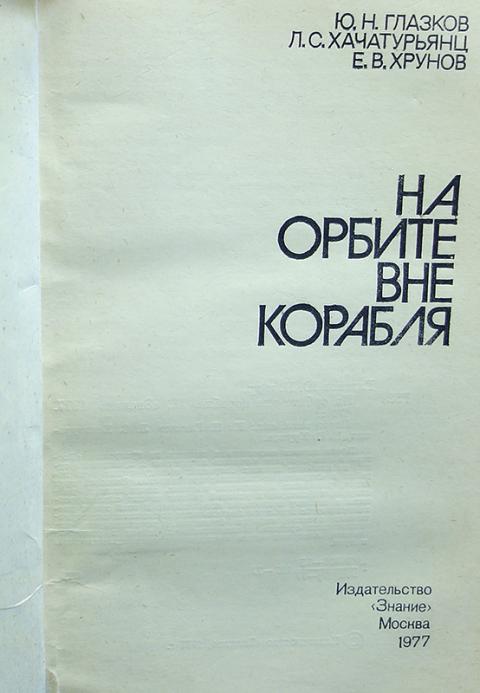 Ю. Н. ГЛАЗКОВ
Л. С. ХАЧАТУРЬЯНЦ
Е. В. ХРУНОВ
НА
ОРБИТЕ
ВНЕ
КОРАБЛЯ
Издательство
‹Знание›
Москва
1977